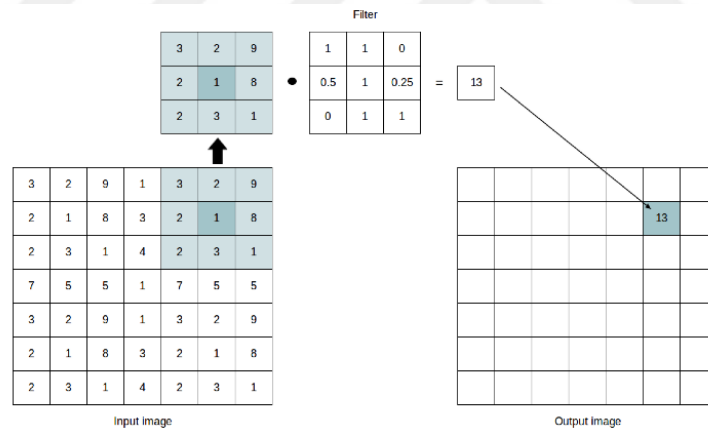 Filter
3 2 9 1 1 0
2 1 8 • 0.5 1 0.25 = 13
2 3 1 0 1 1
3 2 9 1 3 2 9
2 1 8 3 2 1 8 13
2 3 1 4 2 3 1
7 5 5 1 7 5 5
3 2 9 1 3 2 9
2 1 8 3 2 1 8
2 3 1 4 2 3 1
Input image Output image